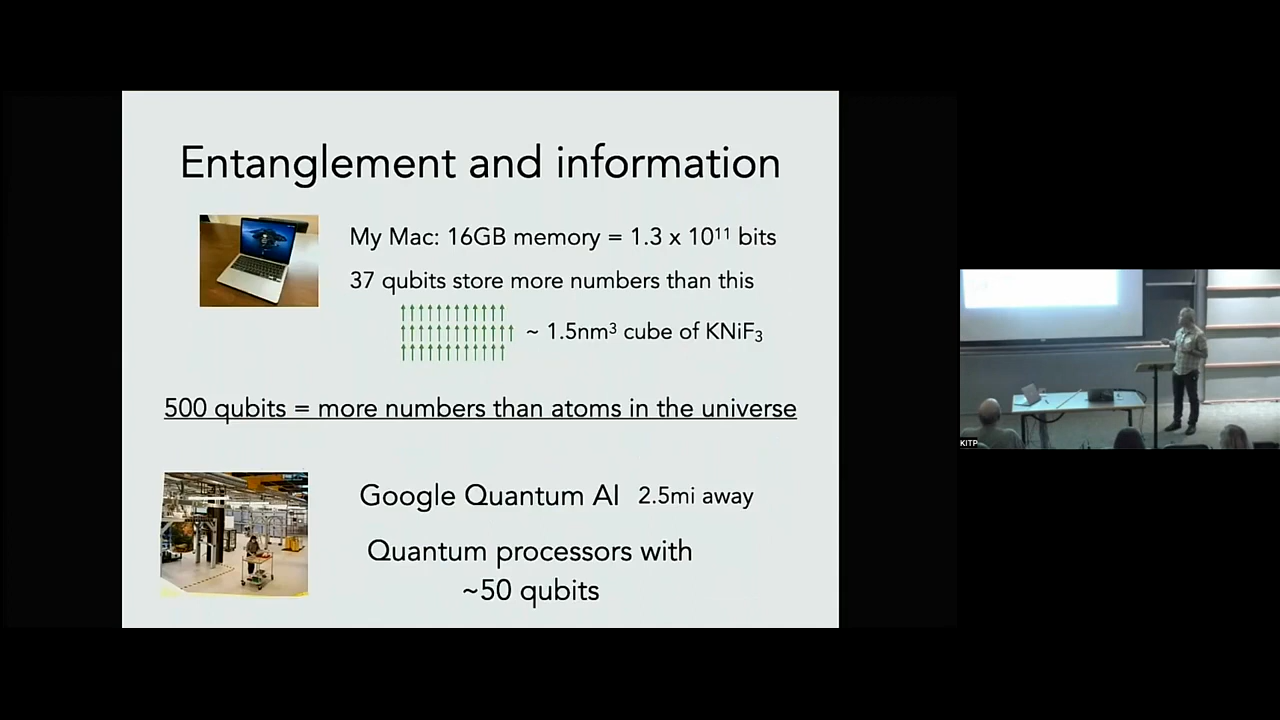 Entanglement and information
My Mac: 16GB memory = 1.3 x 10¹¹ bits
37 qubits store more numbers than this
~ 1.5nm³ cube of KNiF₃
500 qubits = more numbers than atoms in the universe
Google Quantum AI 2.5mi away
Quantum processors with
~50 qubits
KITP